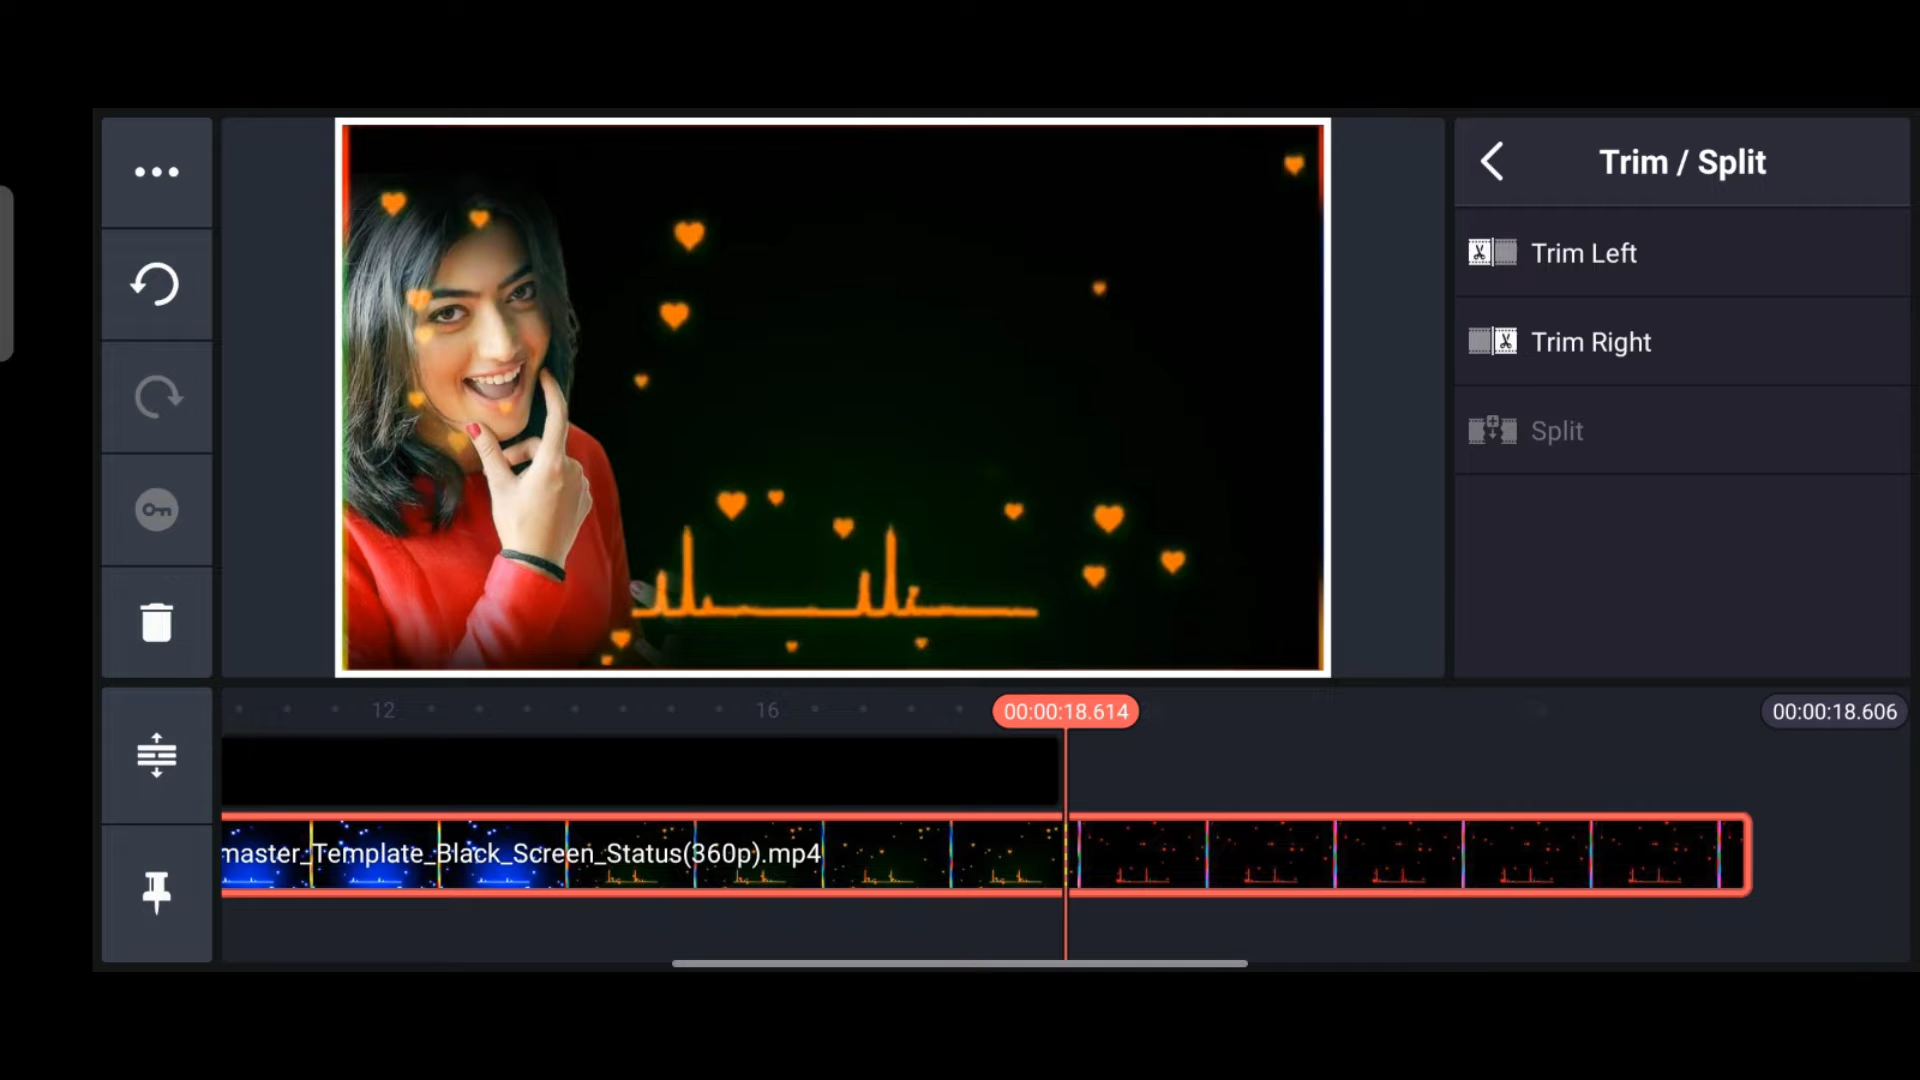 Trim / Split
Trim Left
Trim Right
Split
12
16
00:00:18.614
00:00:18.606
master_Template_Black_Screen_Status(360p).mp4